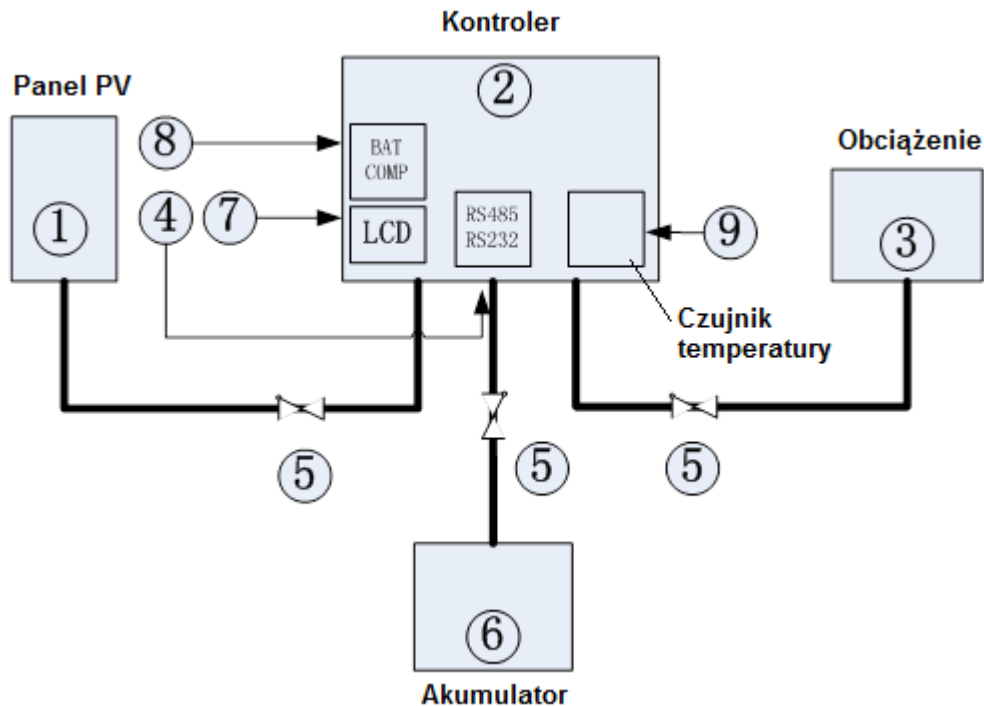 Kontroler
②
Panel PV
①
⑧
BAT
COMP
④
⑦
LCD
RS485
RS232
⑨
Obciążenie
③
Czujnik
temperatury
⑤
⑤
⑤
⑥
Akumulator